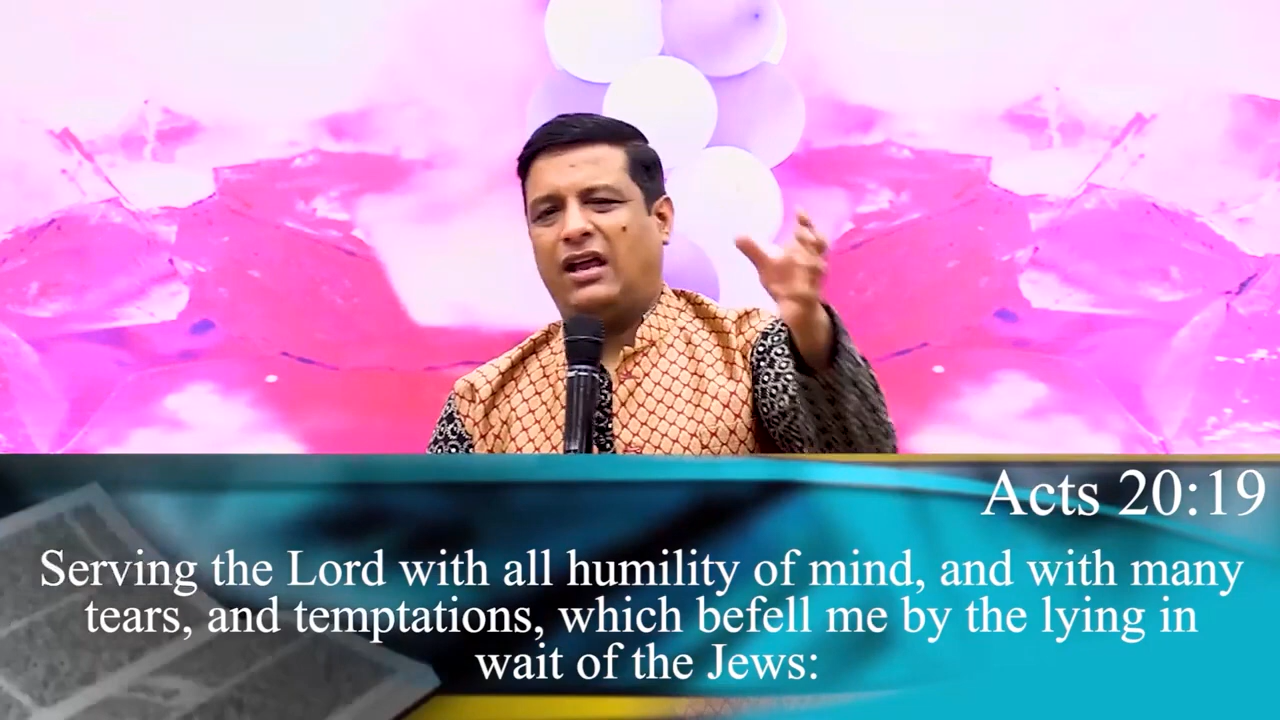 Acts 20:19
Serving the Lord with all humility of mind, and with many
tears, and temptations, which befell me by the lying in
wait of the Jews: